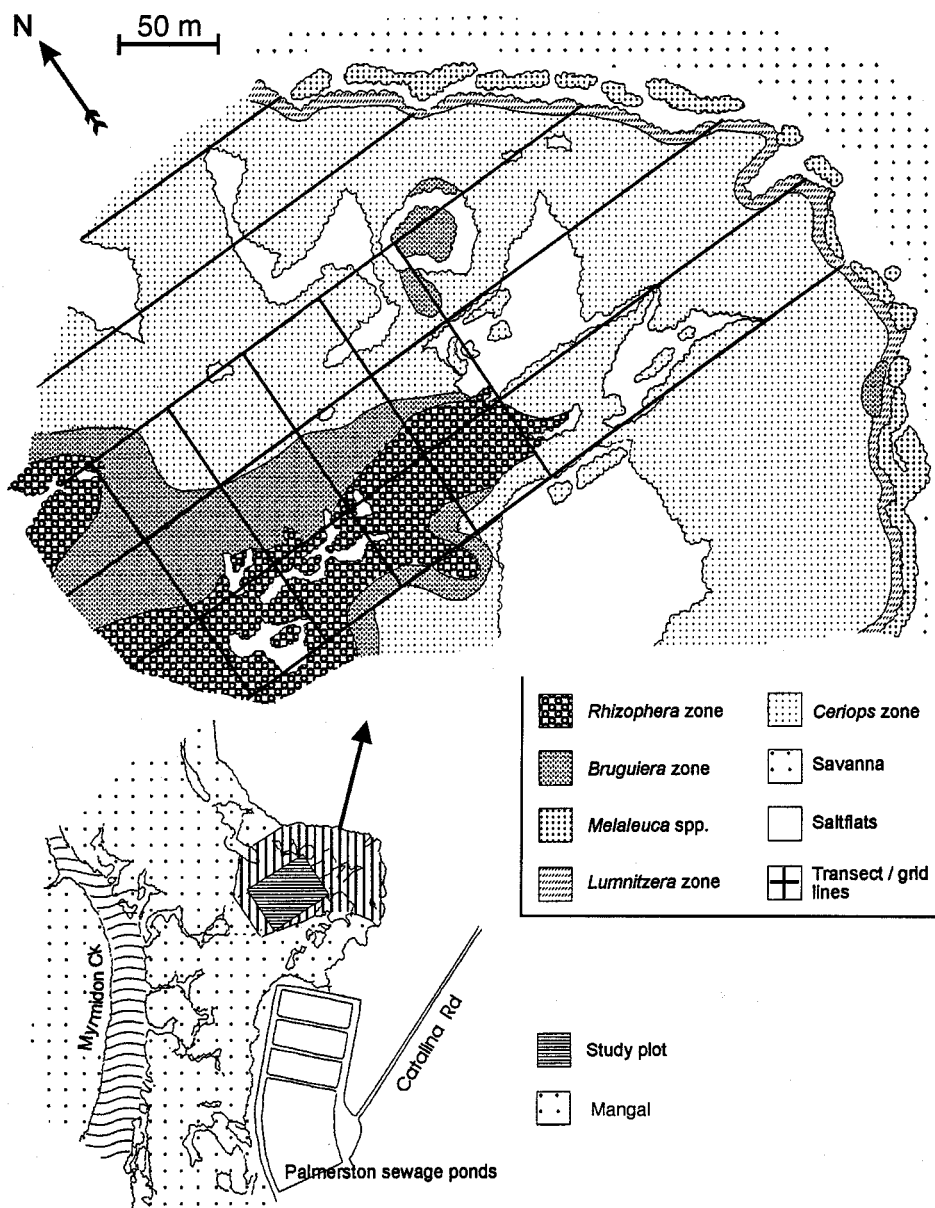 N
50 m
Rhizophera zone
Ceriops zone
Bruguiera zone
Savanna
Melaleuca spp.
Saltflats
Lumnitzera zone
Transect / grid
lines
Myrmidon Ck
Catalina Rd
Study plot
Mangal
Palmerston sewage ponds